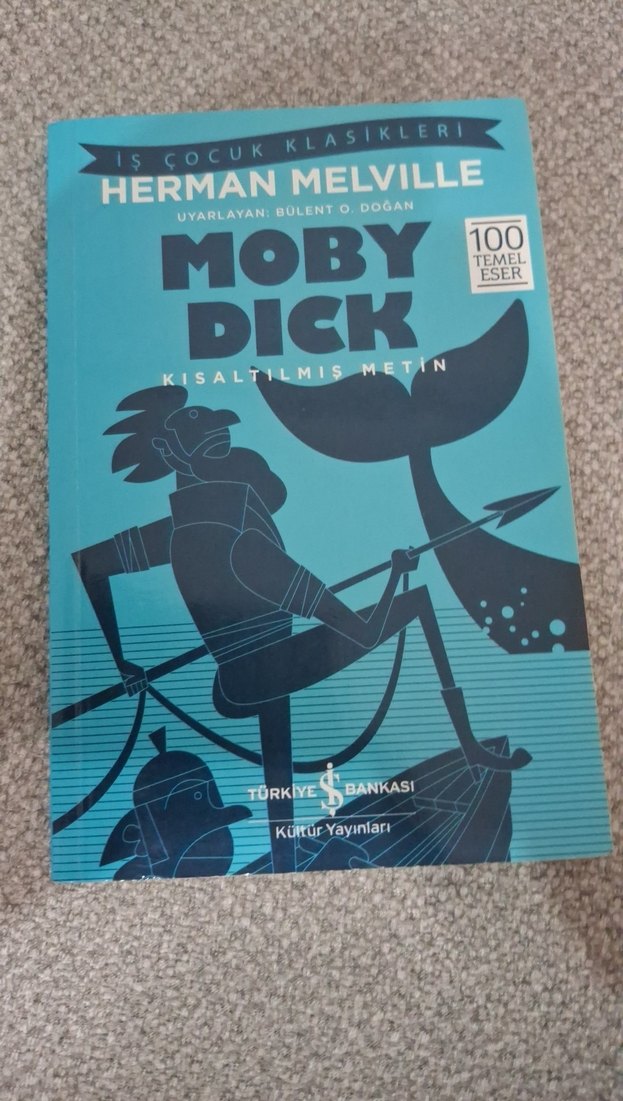 İŞ ÇOCUK KLASİKLERİ
HERMAN MELVILLE
UYARLAYAN: BÜLENT O. DOĞAN
MOBY
DICK
KISALTILMIŞ METİN
100
TEMEL
ESER
TÜRKİYE İŞ BANKASI
Kültür Yayınları